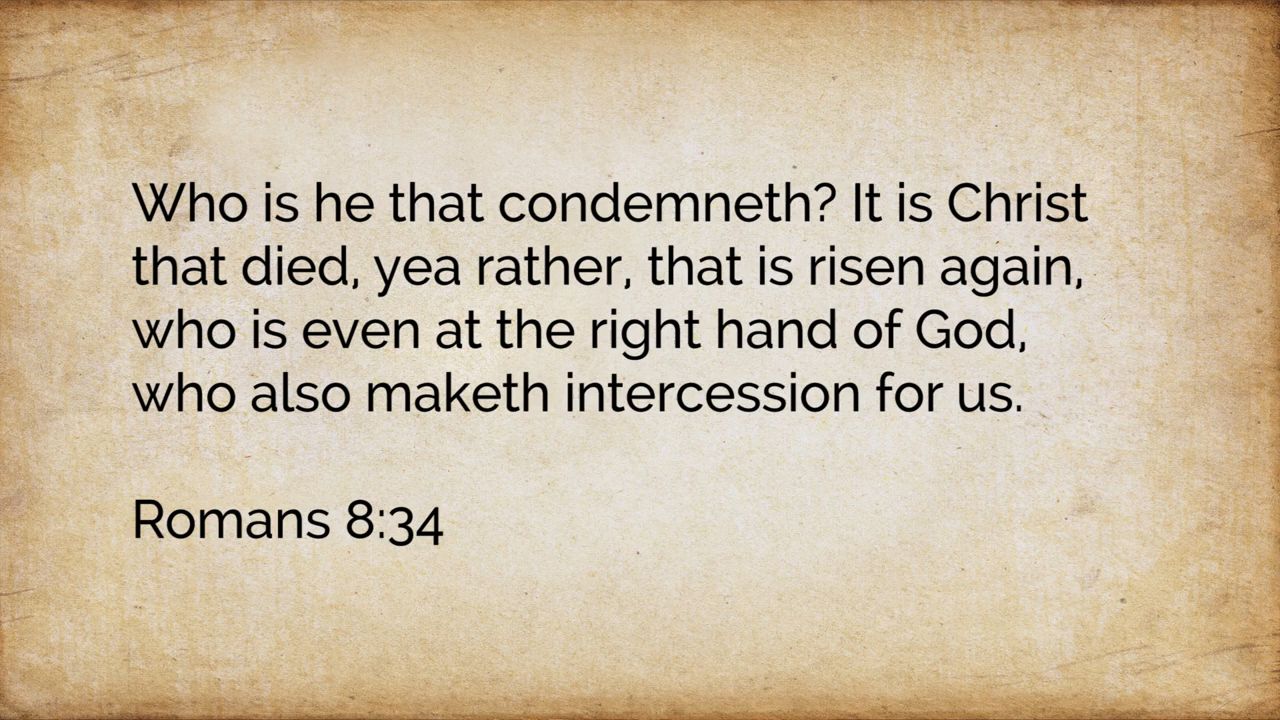 Who is he that condemneth? It is Christ
that died, yea rather, that is risen again,
who is even at the right hand of God,
who also maketh intercession for us.
Romans 8:34